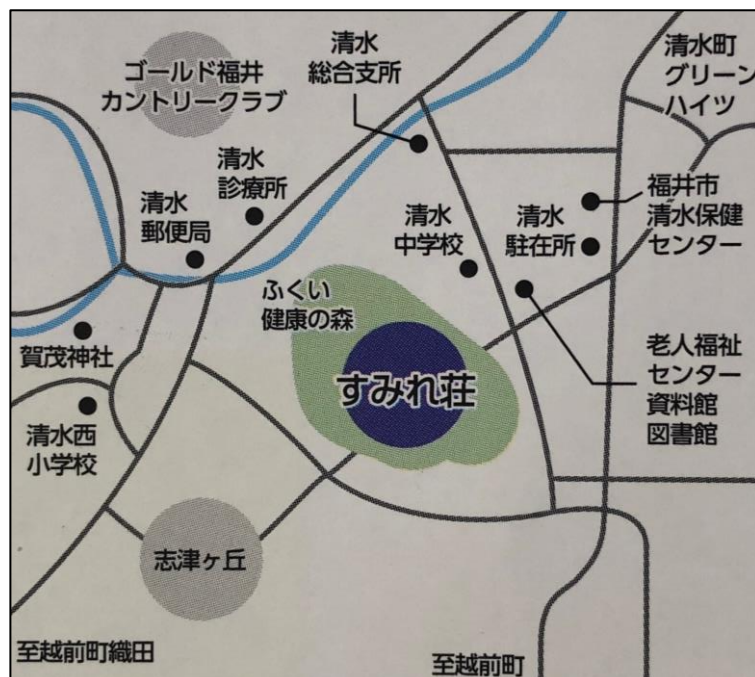 ゴールド福井
カントリークラブ
清水
総合支所
清水町
グリーン
ハイツ
清水
診療所
清水
郵便局
清水
中学校
清水
駐在所
福井市
清水保健
センター
ふくい
健康の森
すみれ荘
賀茂神社
清水西
小学校
老人福祉
センター
資料館
図書館
志津ヶ丘
至越前町織田
至越前町